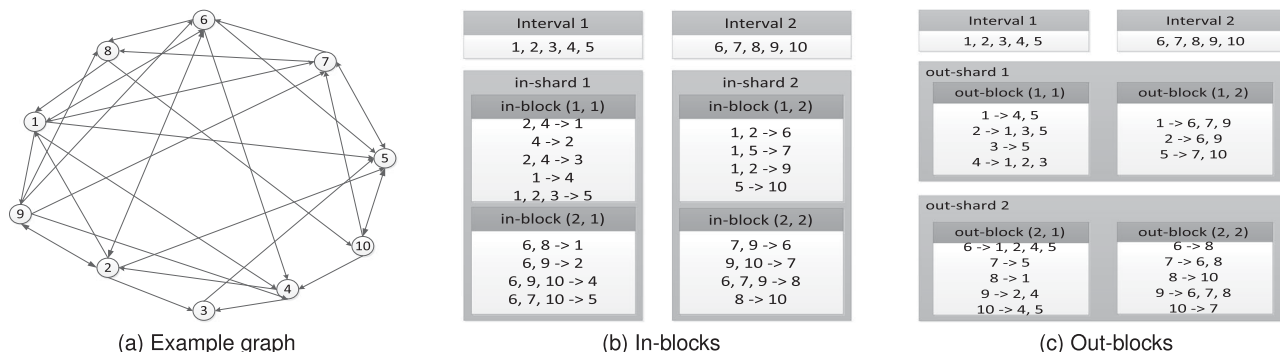 6
8
7
1
5
9
10
2
4
3
(a) Example graph
Interval 1
1, 2, 3, 4, 5
Interval 2
6, 7, 8, 9, 10
in-shard 1
in-block (1, 1)
2, 4 -> 1
4 -> 2
2, 4 -> 3
1 -> 4
1, 2, 3 -> 5
in-block (2, 1)
6, 8 -> 1
6, 9 -> 2
6, 9, 10 -> 4
6, 7, 10 -> 5
in-shard 2
in-block (1, 2)
1, 2 -> 6
1, 5 -> 7
1, 2 -> 9
5 -> 10
in-block (2, 2)
7, 9 -> 6
9, 10 -> 7
6, 7, 9 -> 8
8 -> 10
(b) In-blocks
Interval 1
1, 2, 3, 4, 5
Interval 2
6, 7, 8, 9, 10
out-shard 1
out-block (1, 1)
1 -> 4, 5
2 -> 1, 3, 5
3 -> 5
4 -> 1, 2, 3
out-block (1, 2)
1 -> 6, 7, 9
2 -> 6, 9
5 -> 7, 10
out-shard 2
out-block (2, 1)
6 -> 1, 2, 4, 5
7 -> 5
8 -> 1
9 -> 2, 4
10 -> 4, 5
out-block (2, 2)
6 -> 8
7 -> 6, 8
8 -> 10
9 -> 6, 7, 8
10 -> 7
(c) Out-blocks